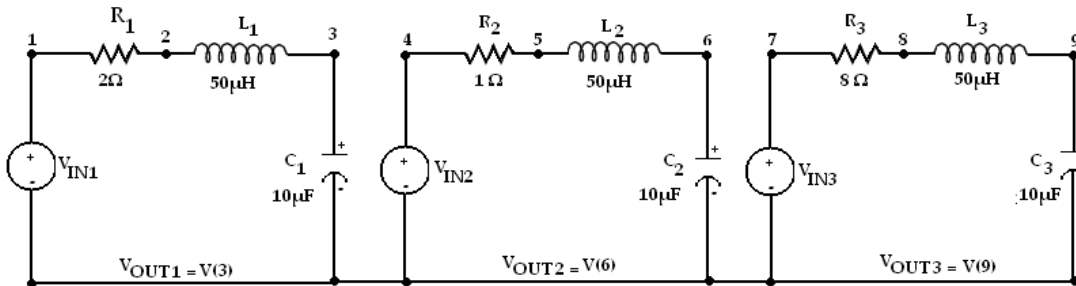 R1
L1
1
2
3
2Ω
50μH
+
-
VIN1
C1
+
10μF
VOUT1 = V(3)
R2
L2
4
5
6
1 Ω
50μH
+
-
VIN2
C2
+
-
10μF
VOUT2 = V(6)
R3
L3
7
8
9
8 Ω
50μH
+
-
VIN3
C3
+
-
10μF
VOUT3 = V(9)